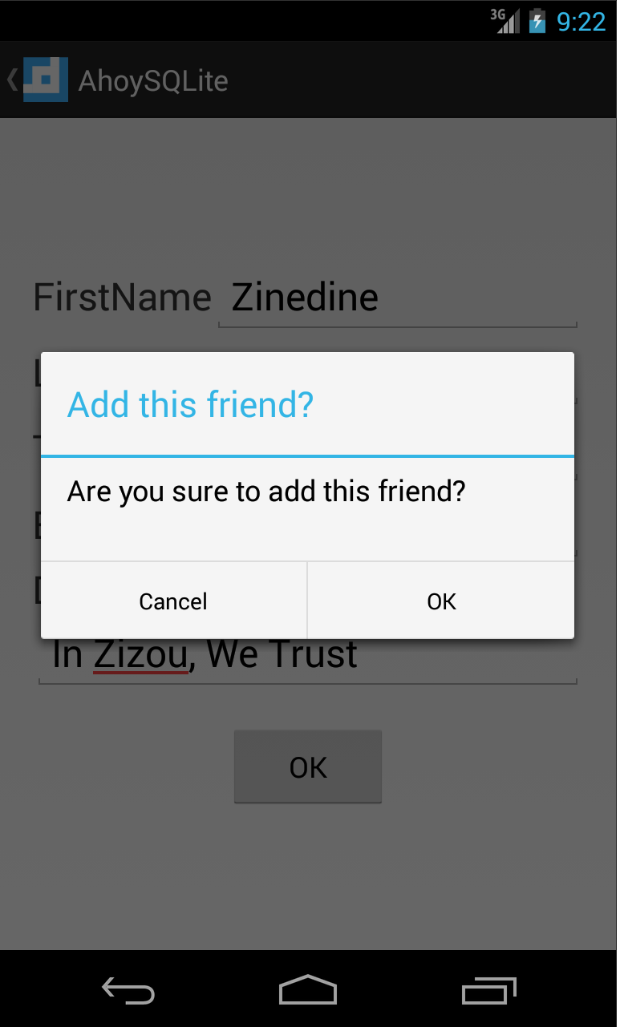 3G 9:22
AhoySQLite
FirstName Zinedine
Add this friend?
Are you sure to add this friend?
Cancel OK
In Zizou, We Trust
OK